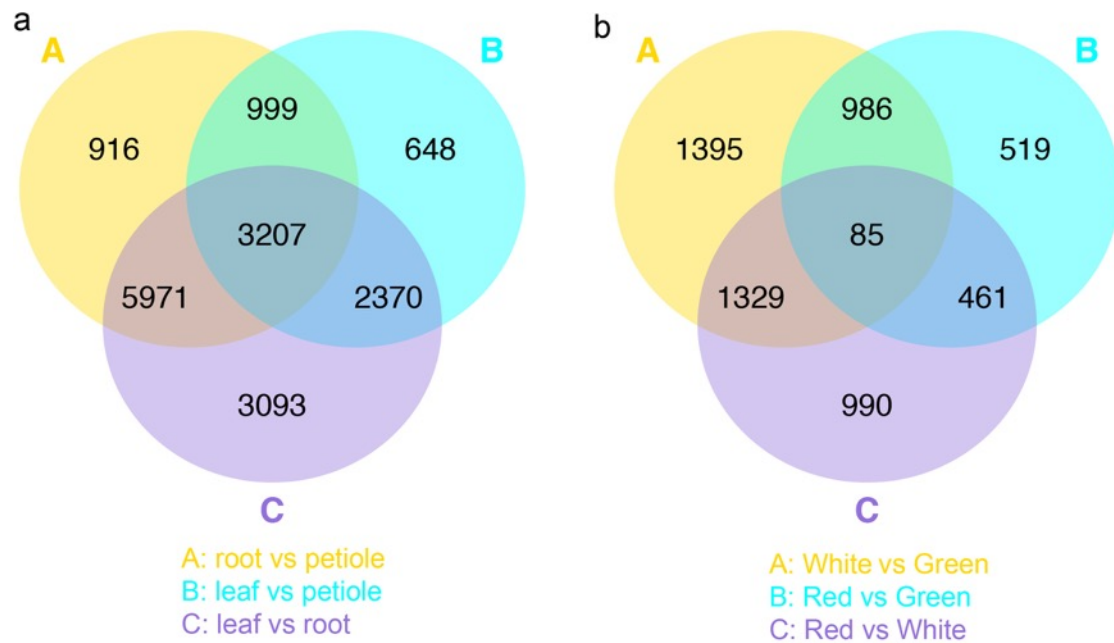 a
A
B
999
916
648
3207
5971
2370
3093
C
A: root vs petiole
B: leaf vs petiole
C: leaf vs root
b
A
B
986
1395
519
85
1329
461
990
C
A: White vs Green
B: Red vs Green
C: Red vs White